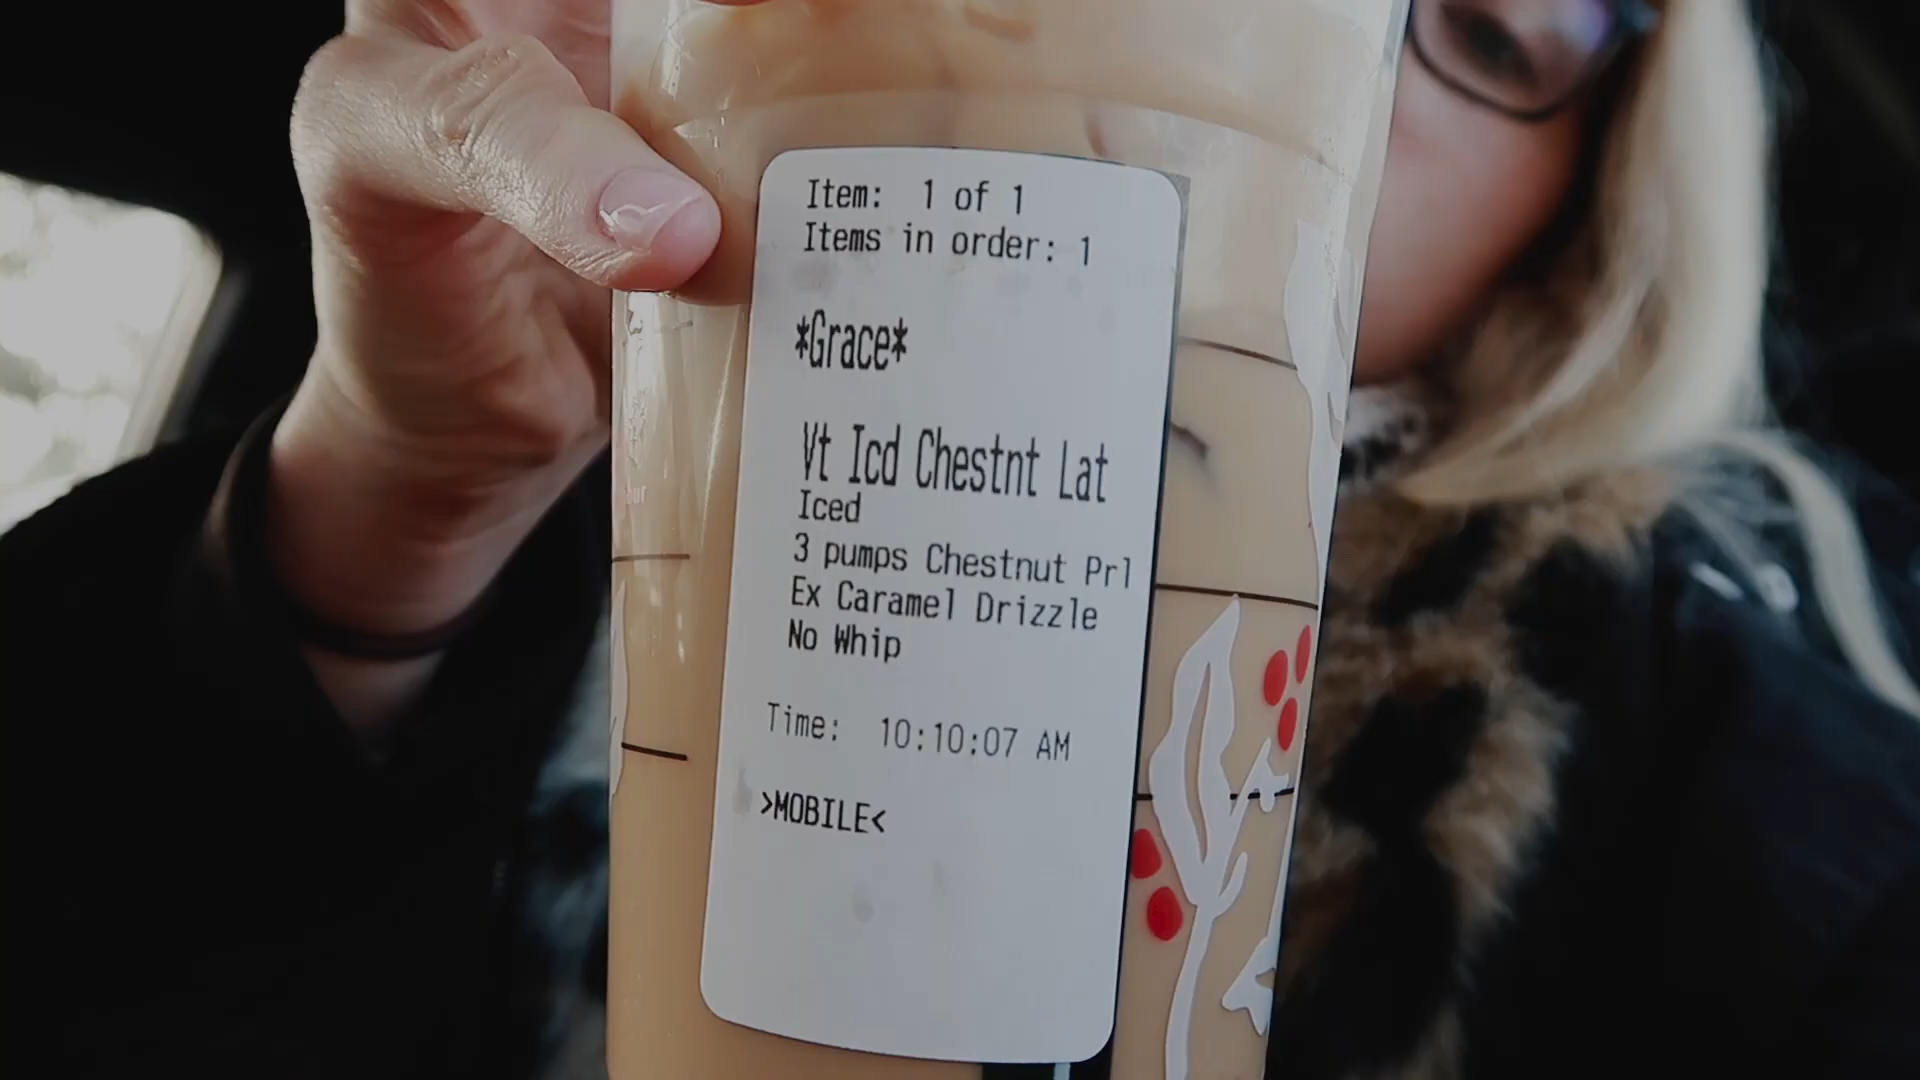 Item: 1 of 1
Items in order: 1
*Grace*
Vt Icd Chestnt Lat
Iced
3 pumps Chestnut Prl
Ex Caramel Drizzle
No Whip
Time: 10:10:07 AM
>MOBILE<